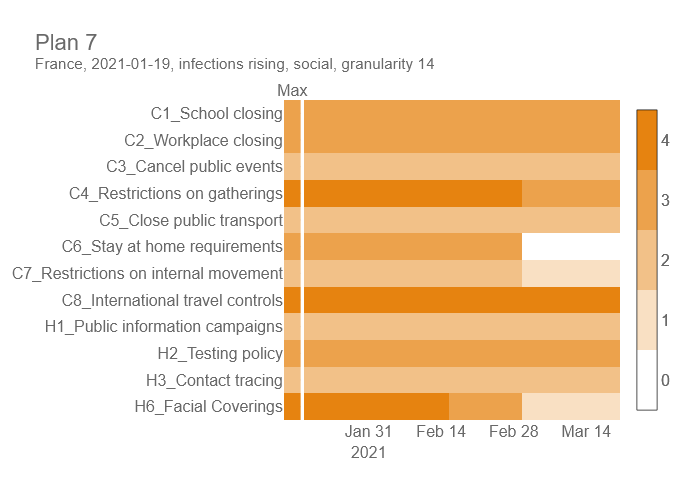 Plan 7
France, 2021-01-19, infections rising, social, granularity 14
Max
C1_School closing
C2_Workplace closing
C3_Cancel public events
C4_Restrictions on gatherings
C5_Close public transport
C6_Stay at home requirements
C7_Restrictions on internal movement
C8_International travel controls
H1_Public information campaigns
H2_Testing policy
H3_Contact tracing
H6_Facial Coverings
4
3
2
1
0
Jan 31 Feb 14 Feb 28 Mar 14
2021